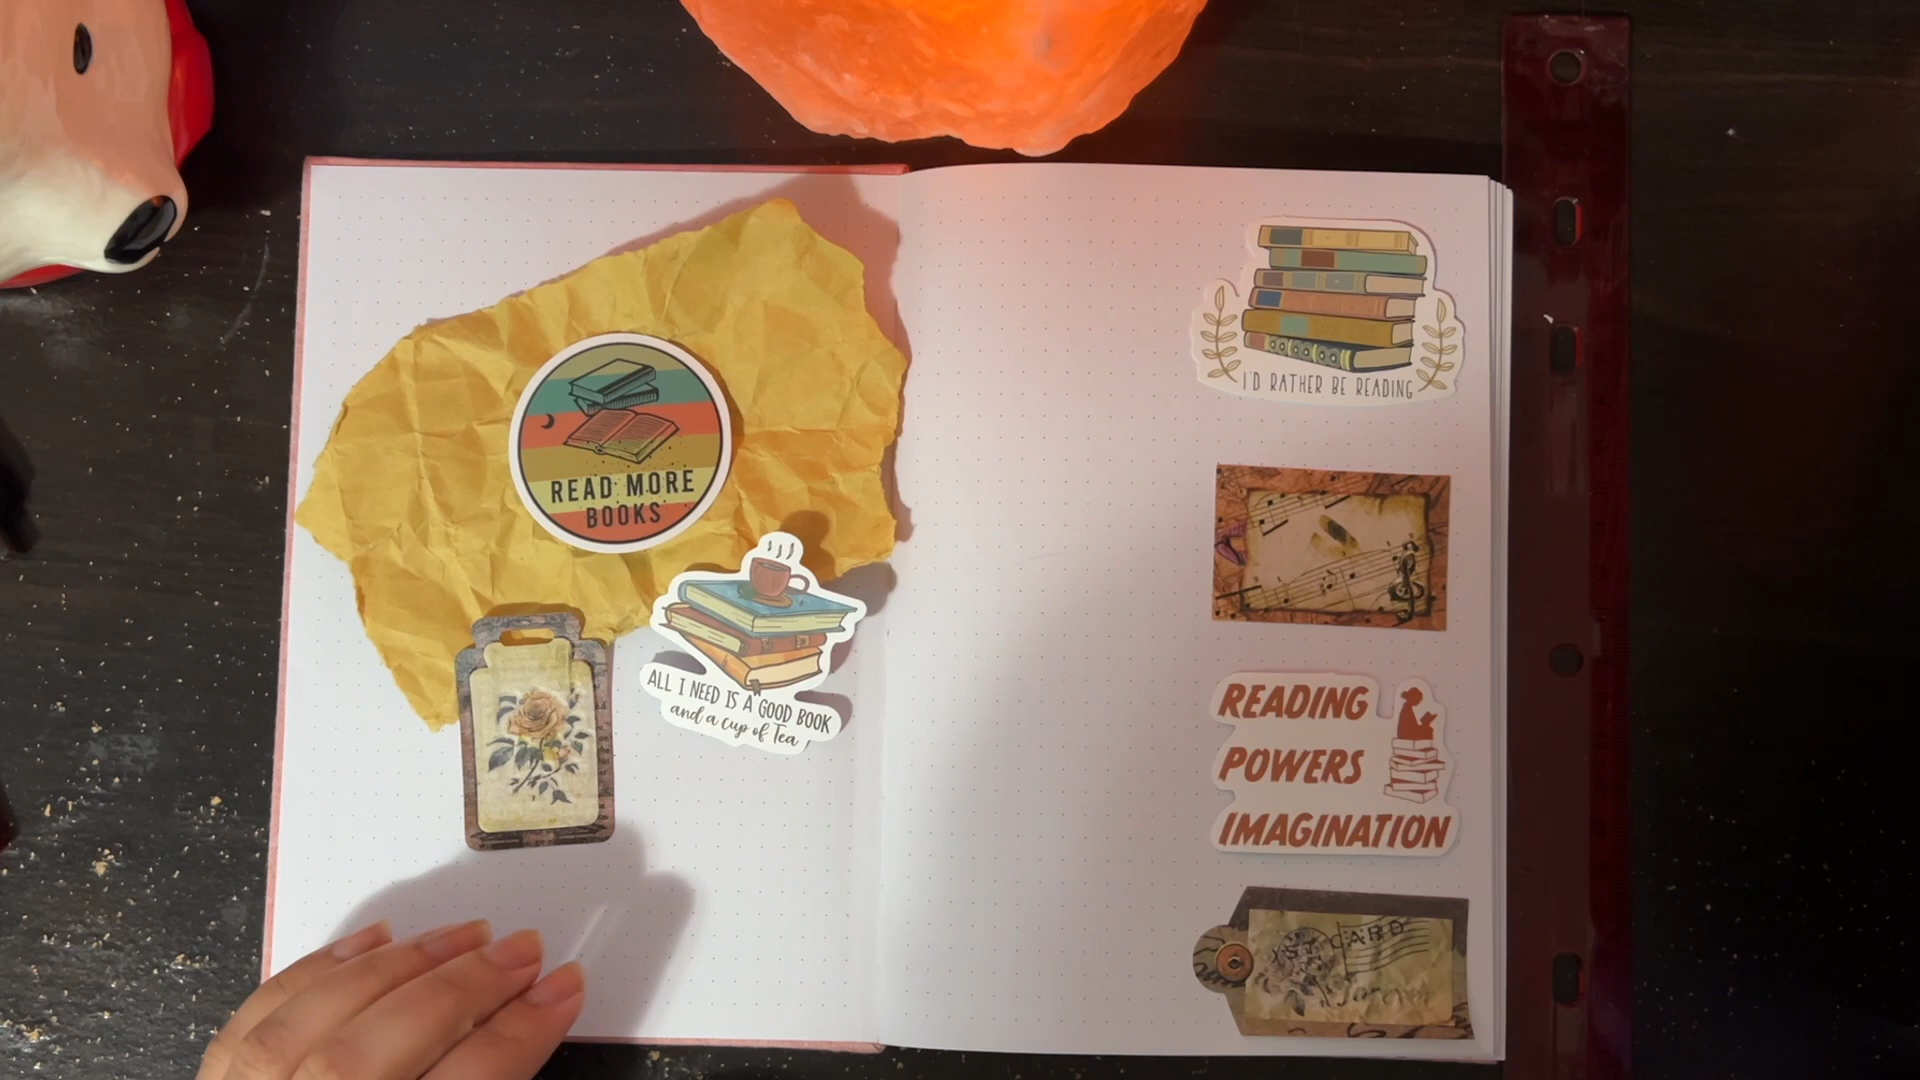 READ MORE
BOOKS
ALL I NEED IS A GOOD BOOK
and a cup of Tea
I'D RATHER BE READING
READING
POWERS
IMAGINATION
CARD
Forever